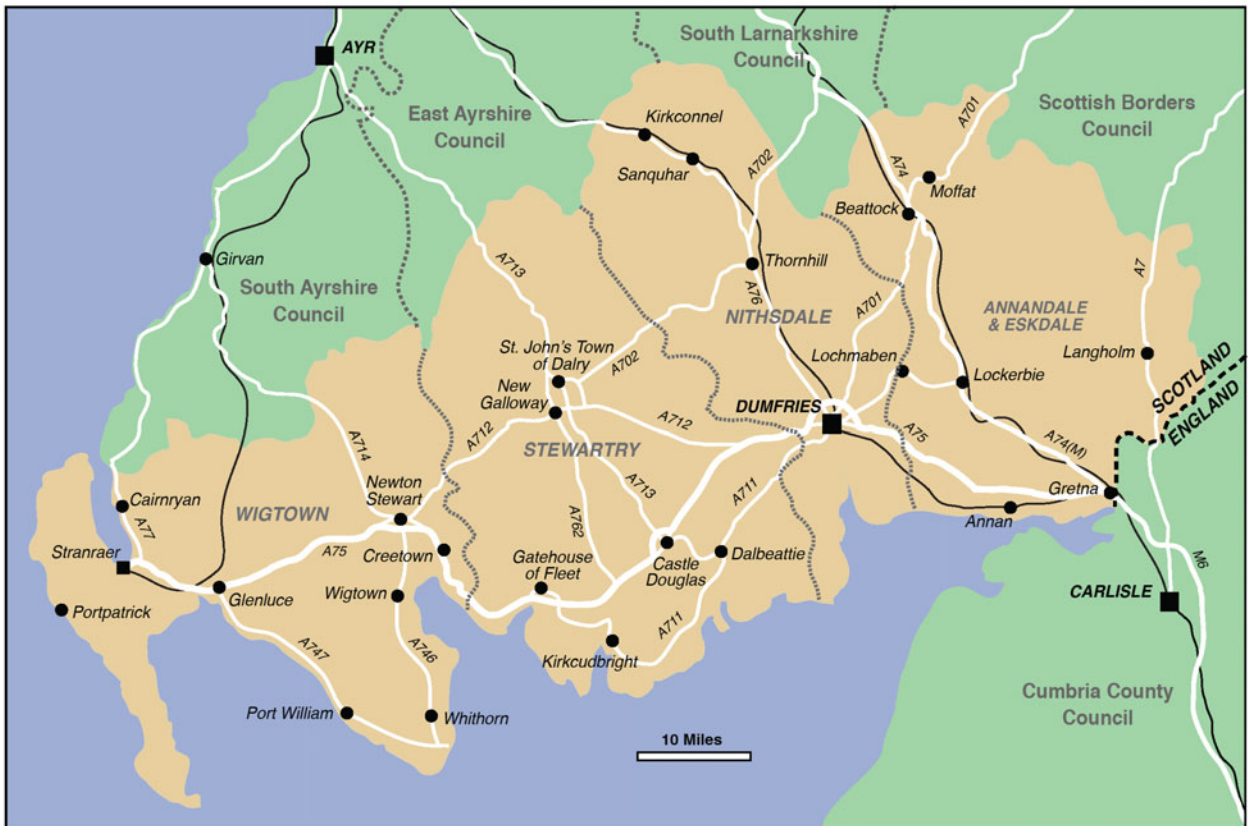 AYR
South Larnarkshire
Council
East Ayrshire
Council
Scottish Borders
Council
Kirkconnel
Sanquhar
A702
A74
A701
Moffat
Beattock
Girvan
South Ayrshire
Council
A713
Thornhill
A76
A701
A7
NITHSDALE
ANNANDALE
& ESKDALE
St. John's Town
of Dalry
A702
Lochmaben
Lockerbie
Langholm
SCOTLAND
ENGLAND
New
Galloway
DUMFRIES
A712
A712
STEWARTRY
A75
A74(M)
A714
Newton
Stewart
A713
A711
Gretna
Annan
Cairnryan
A77
WIGTOWN
A762
Stranraer
A75
Creetown
Gatehouse
of Fleet
Castle
Douglas
Dalbeattie
M6
Portpatrick
Glenluce
Wigtown
CARLISLE
A747
A746
Kirkcudbright
A711
Port William
Whithorn
Cumbria County
Council
10 Miles